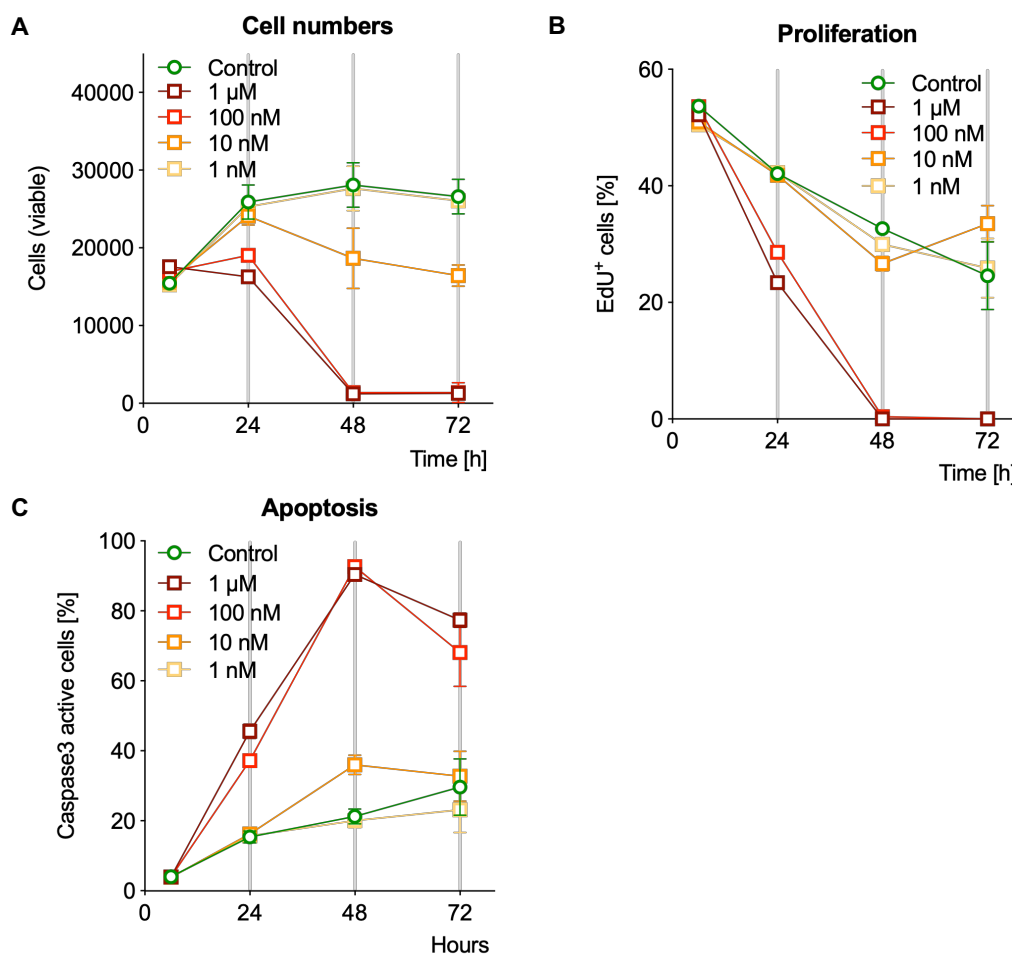 A
Cell numbers
Cells (viable)
40000
30000
20000
10000
0
Control
1 µM
100 nM
10 nM
1 nM
0
24
48
72
Time [h]
B
Proliferation
EdU⁺ cells [%]
60
40
20
0
Control
1 µM
100 nM
10 nM
1 nM
0
24
48
72
Time [h]
C
Apoptosis
Caspase3 active cells [%]
100
80
60
40
20
0
Control
1 µM
100 nM
10 nM
1 nM
0
24
48
72
Hours